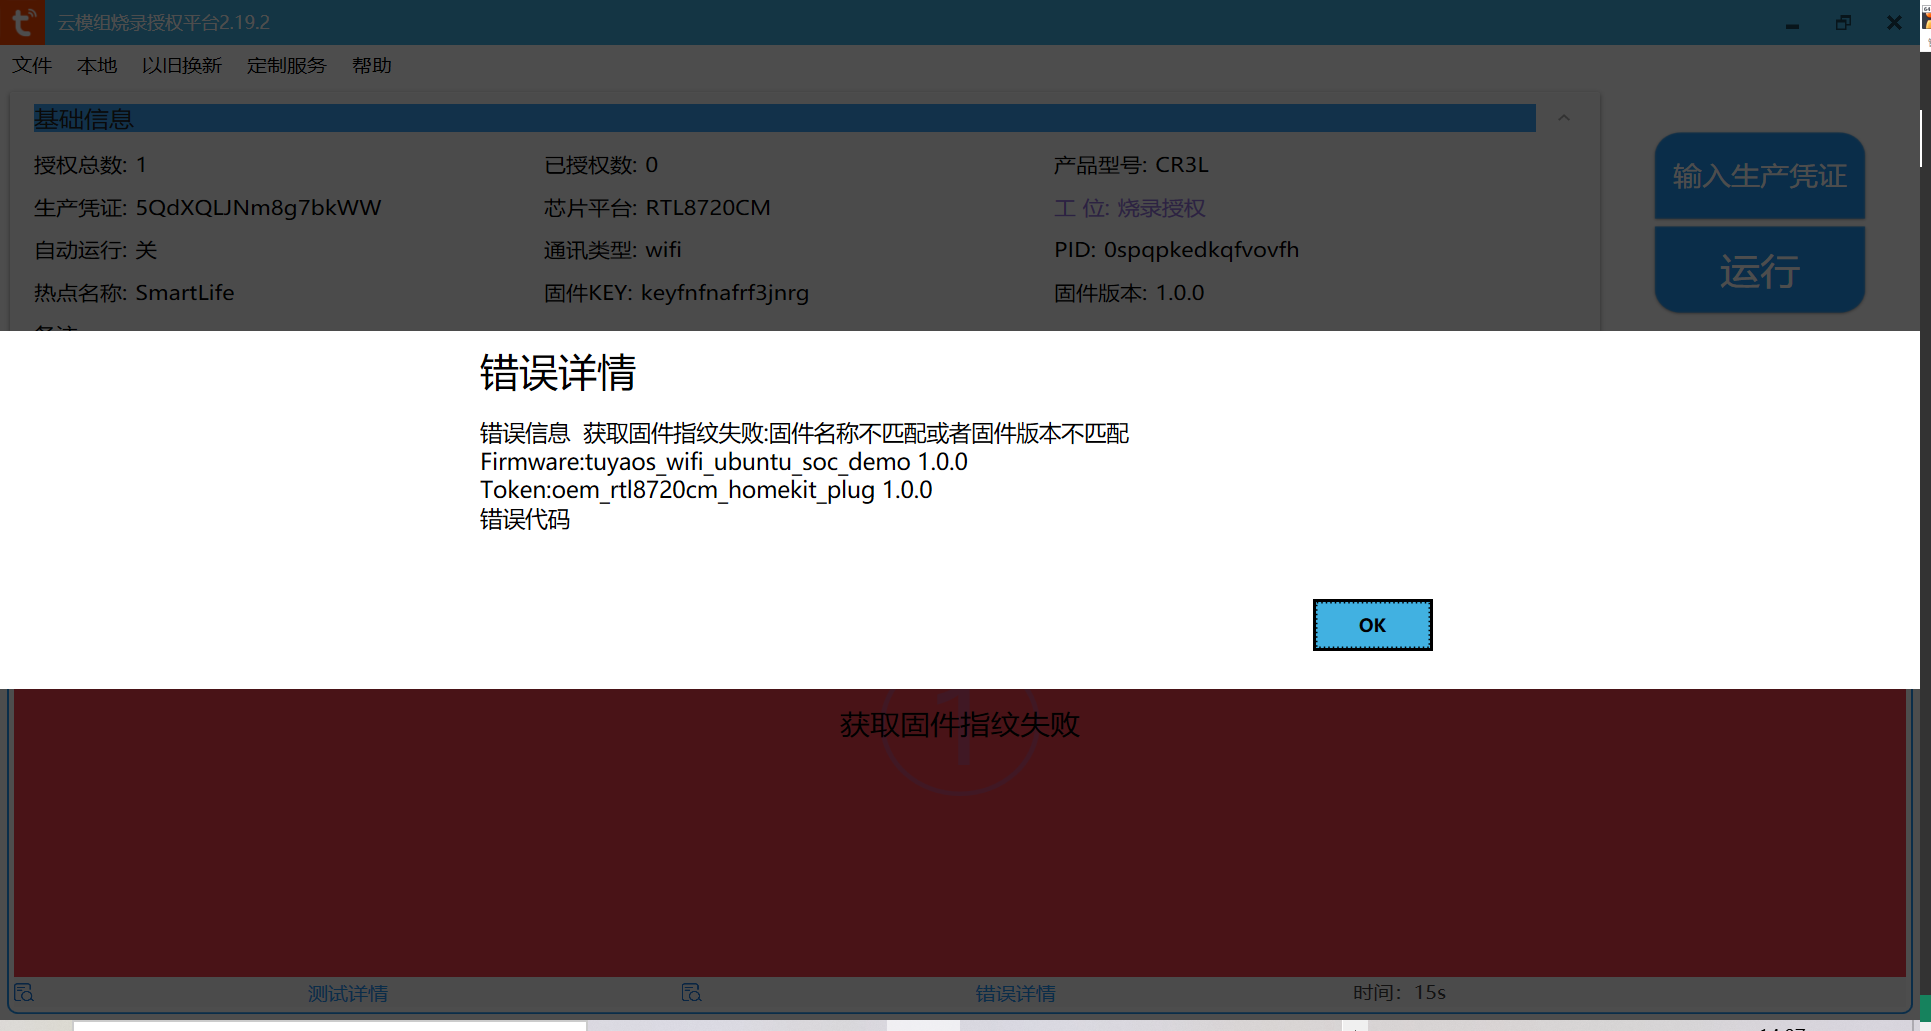 云模组烧录授权平台2.19.2
文件 本地 以旧换新 定制服务 帮助
基础信息
授权总数: 1 已授权数: 0 产品型号: CR3L
生产凭证: 5QdXQLJNm8g7bkWW 芯片平台: RTL8720CM 工 位: 烧录授权
自动运行: 关 通讯类型: wifi PID: 0spqpkedkqfvovfh
热点名称: SmartLife 固件KEY: keyfnfnafrf3jnrg 固件版本: 1.0.0
输入生产凭证
运行
错误详情
错误信息 获取固件指纹失败:固件名称不匹配或者固件版本不匹配
Firmware:tuyaos_wifi_ubuntu_soc_demo 1.0.0
Token:oem_rtl8720cm_homekit_plug 1.0.0
错误代码
OK
获取固件指纹失败
测试详情 错误详情 时间: 15s